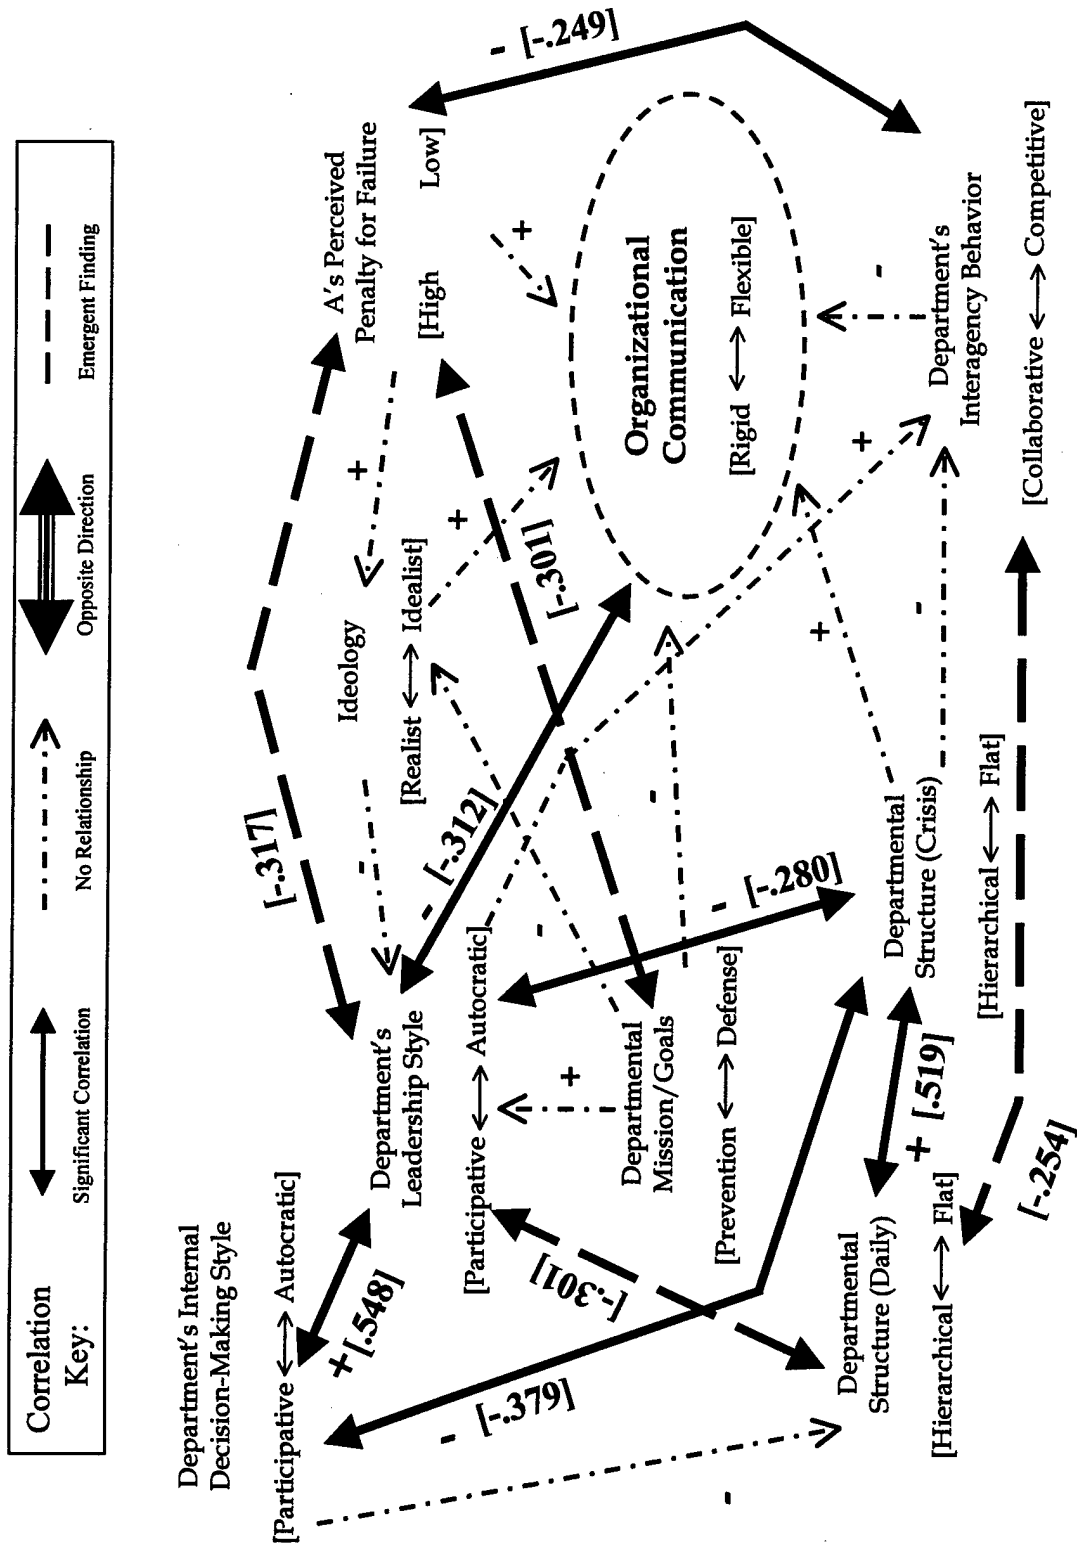 Correlation
Key:
Significant Correlation
No Relationship
Opposite Direction
Emergent Finding
Department's Internal
Decision-Making Style
[Participative ⟷ Autocratic]
+ [.548]
- [-.379]
-
Department's
Leadership Style
[Participative ⟷ Autocratic]
[-.317]
-
- [-.312]
-
+
[-.301]
- [-.280]
Ideology
[Realist ⟷ Idealist]
+
+
A's Perceived
Penalty for Failure
[High Low]
+
- [-.249]
[-.301]
Departmental
Mission/Goals
[Prevention ⟷ Defense]
-
Organizational
Communication
[Rigid ⟷ Flexible]
Departmental
Structure (Daily)
[Hierarchical ⟷ Flat]
+ [.519]
[-.254]
Departmental
Structure (Crisis)
[Hierarchical ⟷ Flat]
+
-
+
-
Department's
Interagency Behavior
[Collaborative ⟷ Competitive]